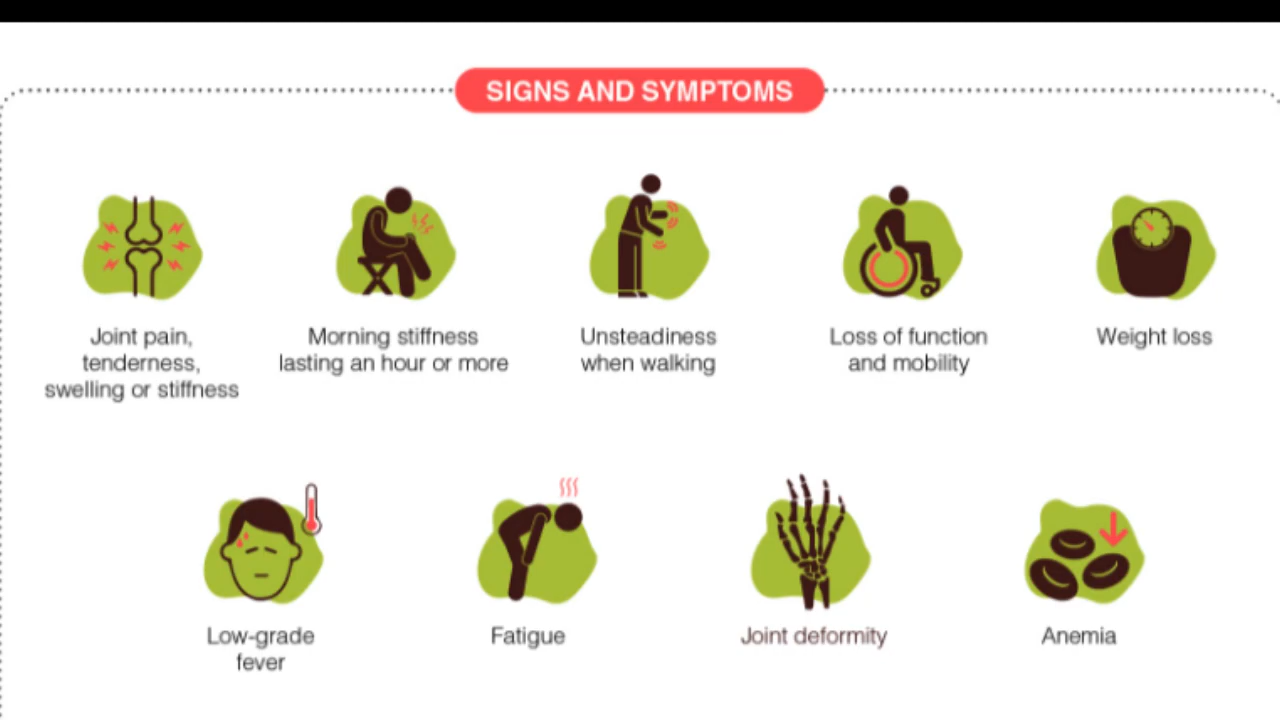 SIGNS AND SYMPTOMS
Joint pain,
tenderness,
swelling or stiffness
Morning stiffness
lasting an hour or more
Unsteadiness
when walking
Loss of function
and mobility
Weight loss
Low-grade
fever
Fatigue
Joint deformity
Anemia